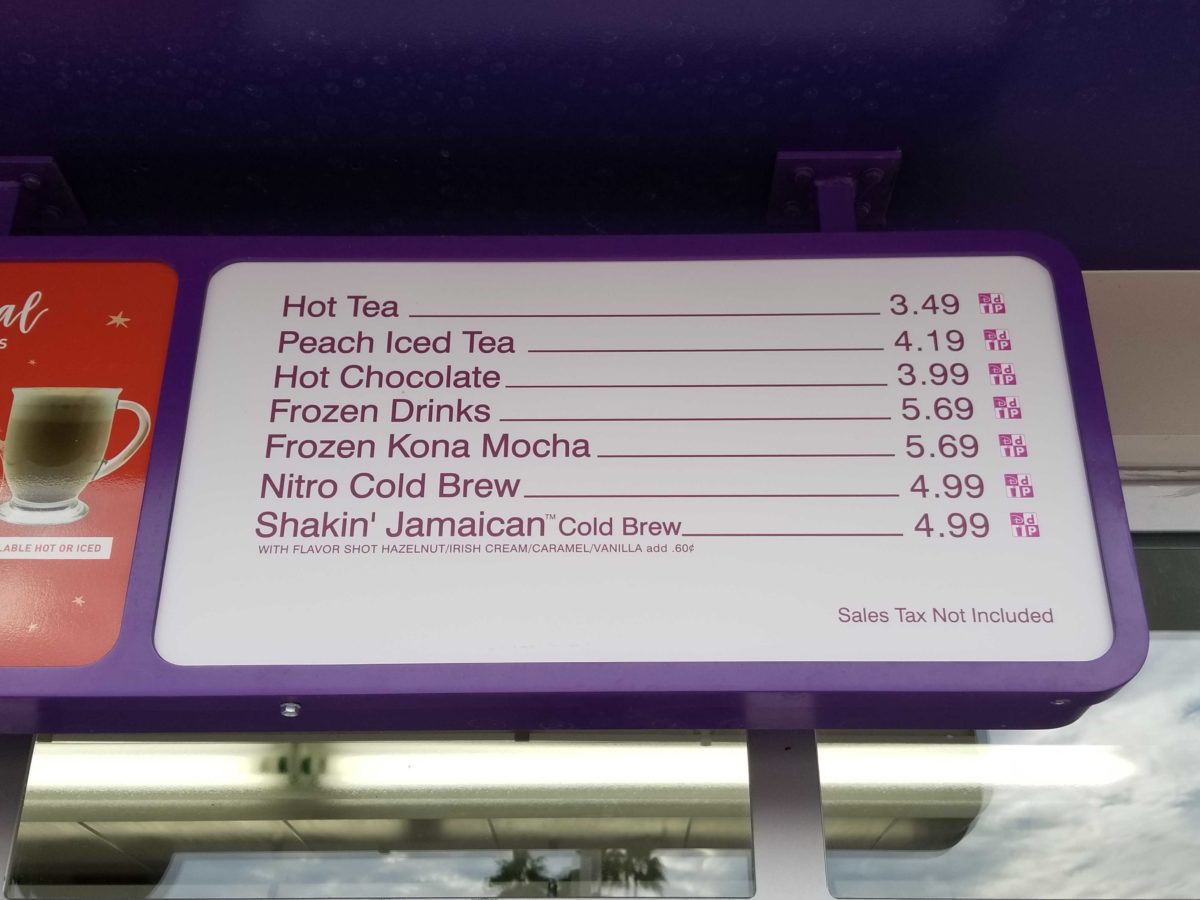 al
s
LABLE HOT OR ICED
Hot Tea 3.49
Peach Iced Tea 4.19
Hot Chocolate 3.99
Frozen Drinks 5.69
Frozen Kona Mocha 5.69
Nitro Cold Brew 4.99
Shakin' Jamaican™ Cold Brew 4.99
WITH FLAVOR SHOT HAZELNUT/IRISH CREAM/CARAMEL/VANILLA add .60¢
Sales Tax Not Included